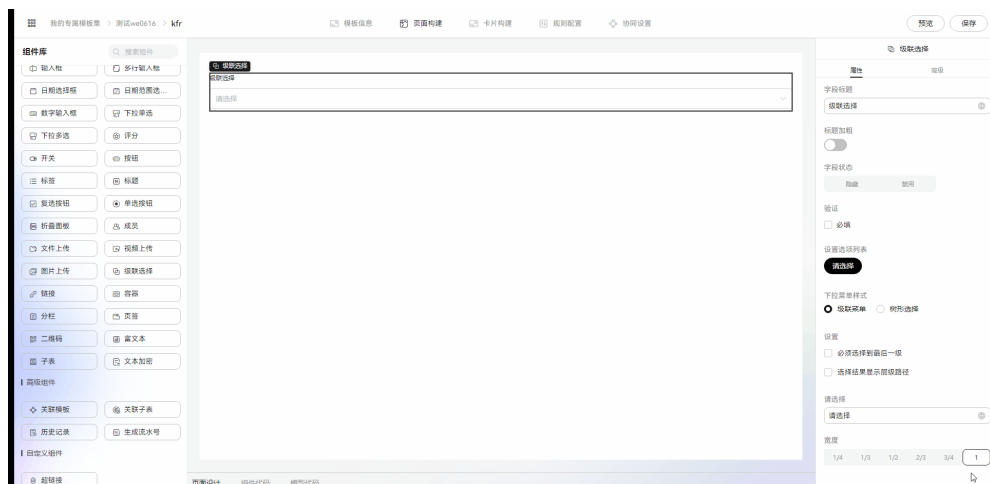 我的专属模板集 > 测试we0616 > kfr
模板信息 页面构建 卡片构建 规则配置 协同设置
预览 保存
组件库 搜索组件
输入框 多行输入框
日期选择框 日期范围选...
数字输入框 下拉单选
下拉多选 评分
开关 按钮
标签 标题
复选按钮 单选按钮
折叠面板 成员
文件上传 视频上传
图片上传 级联选择
链接 容器
分栏 页签
二维码 富文本
子表 文本加密
高级组件
关联模板 关联子表
历史记录 生成流水号
自定义组件
超链接
级联选择
级联选择
请选择
页面设计 组件代码 模型代码
级联选择
属性 高级
字段标题
级联选择
标题加粗
字段状态
隐藏 禁用
验证
必填
设置选项列表
请选择
下拉菜单样式
级联菜单 树形选择
设置
必须选择到最后一级
选择结果显示层级路径
请选择
请选择
宽度
1/4 1/3 1/2 2/3 3/4 1